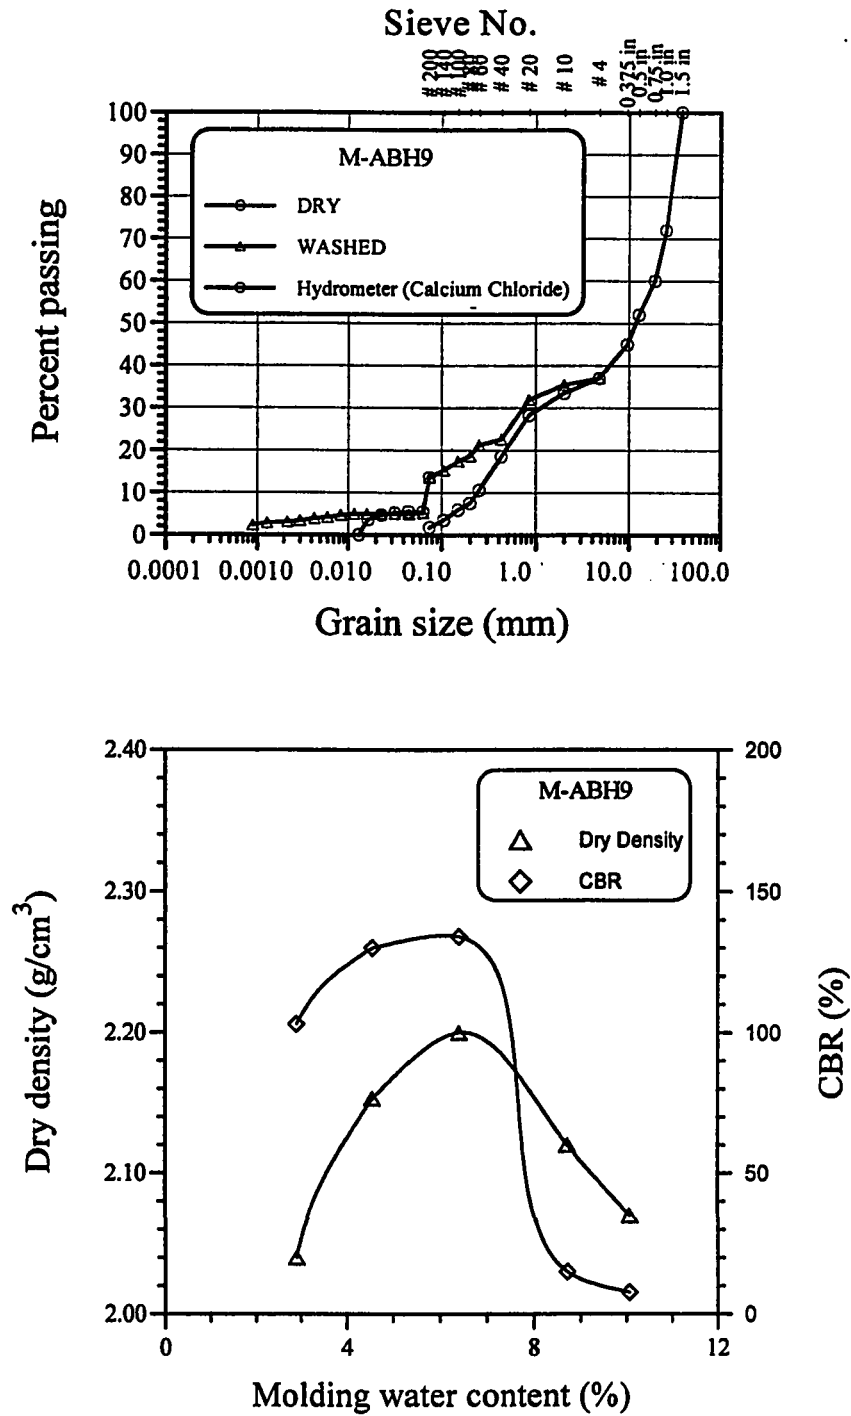 Sieve No.
# 200
# 140
# 100
# 60
# 40
# 20
# 10
# 4
0.375 in
0.5 in
0.75 in
1.0 in
1.5 in
100
90
80
70
60
50
40
30
20
10
0
Percent passing
M-ABH9
DRY
WASHED
Hydrometer (Calcium Chloride)
0.0001 0.0010 0.010 0.10 1.0 10.0 100.0
Grain size (mm)
2.40
2.30
2.20
2.10
2.00
Dry density (g/cm³)
M-ABH9
Dry Density
CBR
200
150
100
50
0
CBR (%)
0 4 8 12
Molding water content (%)